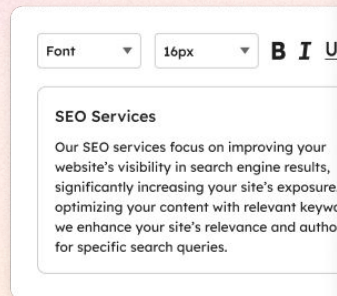 Font 16px B I U
SEO Services
Our SEO services focus on improving your
website's visibility in search engine results,
significantly increasing your site's exposure
optimizing your content with relevant
we enhance your site's relevance and
for specific search queries.